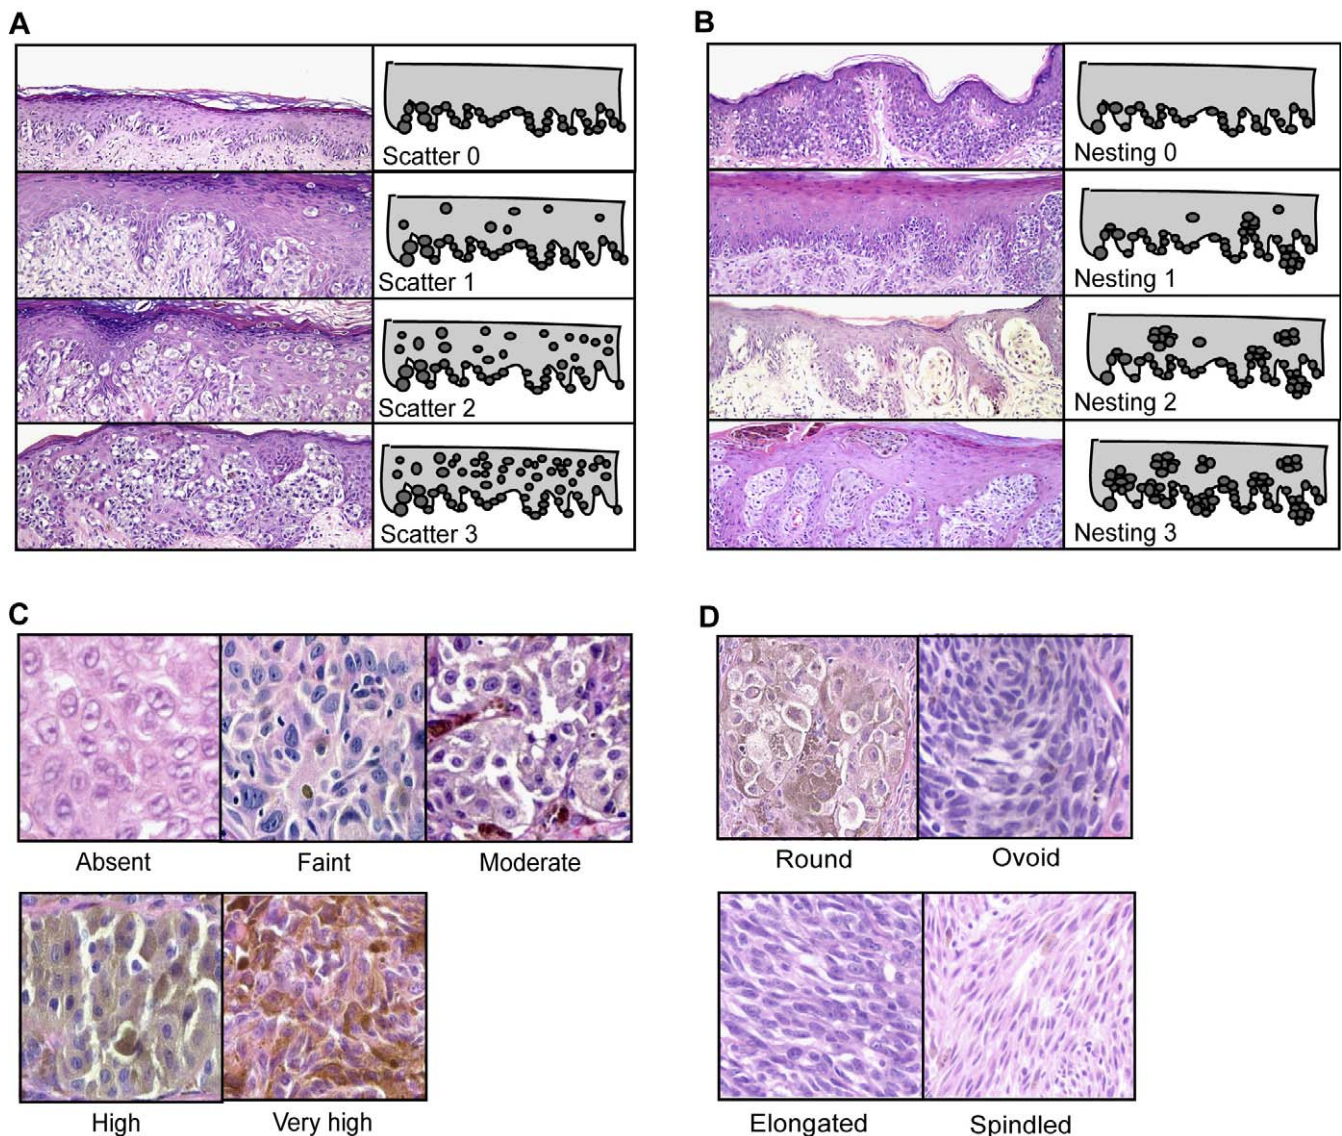 A
Scatter 0
Scatter 1
Scatter 2
Scatter 3
B
Nesting 0
Nesting 1
Nesting 2
Nesting 3
C
Absent
Faint
Moderate
High
Very high
D
Round
Ovoid
Elongated
Spindled